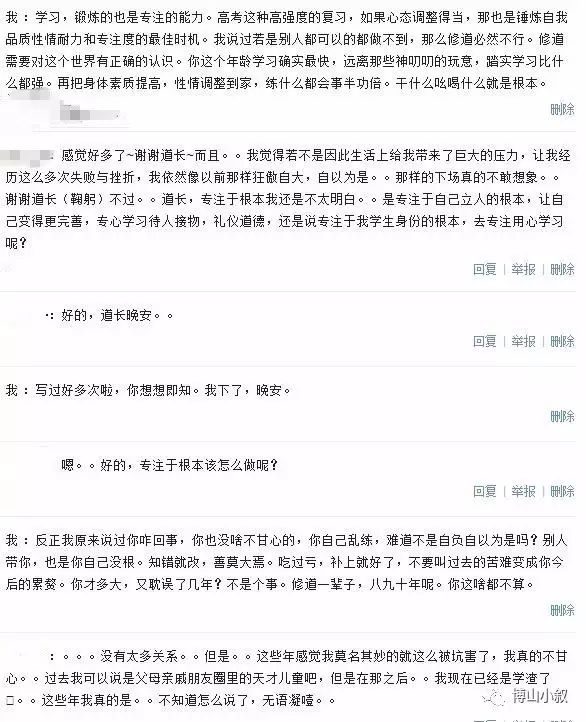 我 : 学习，锻炼的也是专注的能力。高考这种高强度的复习，如果心态调整得当，那也是锤炼自我
品质性情耐力和专注度的最佳时机。我说过若是别人都可以的都做不到，那么修道必然不行。修道
需要对这个世界有正确的认识。你这个年龄学习确实最快，远离那些神叨叨的玩意，踏实学习比什
么都强。再把身体素质提高，性情调整到家，练什么都会事半功倍。干什么吆喝什么就是根本。
删除
: 感觉好多了~谢谢道长~而且。。我觉得若不是因此生活上给我带来了巨大的压力，让我经
历这么多次失败与挫折，我依然像以前那样狂傲自大，自以为是。。那样的下场真的不敢想象。。
谢谢道长（鞠躬）不过。。道长，专注于根本我还是不太明白。。是专注于自己立人的根本，让自
己变得更完善，专心学习待人接物，礼仪道德，还是说专注于我学生身份的根本，去专注用心学习
呢？
回复 | 举报 | 删除
: 好的，道长晚安。。
回复 | 举报 | 删除
我 : 写过好多次啦，你想想即知。我下了，晚安。
删除
嗯。。好的，专注于根本该怎么做呢？
回复 | 举报 | 删除
我 : 反正我原来说过你咋回事，你也没啥不甘心的，你自己乱练，难道不是自负自以为是吗？别人
带你，也是你自己没根。知错就改，善莫大焉。吃过亏，补上就好了，不要叫过去的苦难变成你今
后的累赘。你才多大，又耽误了几年？不是个事。修道一辈子，八九十年呢。你这啥都不算。
删除
: 。。。没有太多关系。。但是。。这些年感觉我莫名其妙的就这么被坑害了，我真的不甘
心。。过去我可以说是父母亲戚朋友圈里的天才儿童吧，但是在那之后。。我现在已经是学渣了
。。这些年我真的是。。不知道怎么说了，无语凝噎。。
博山小叙